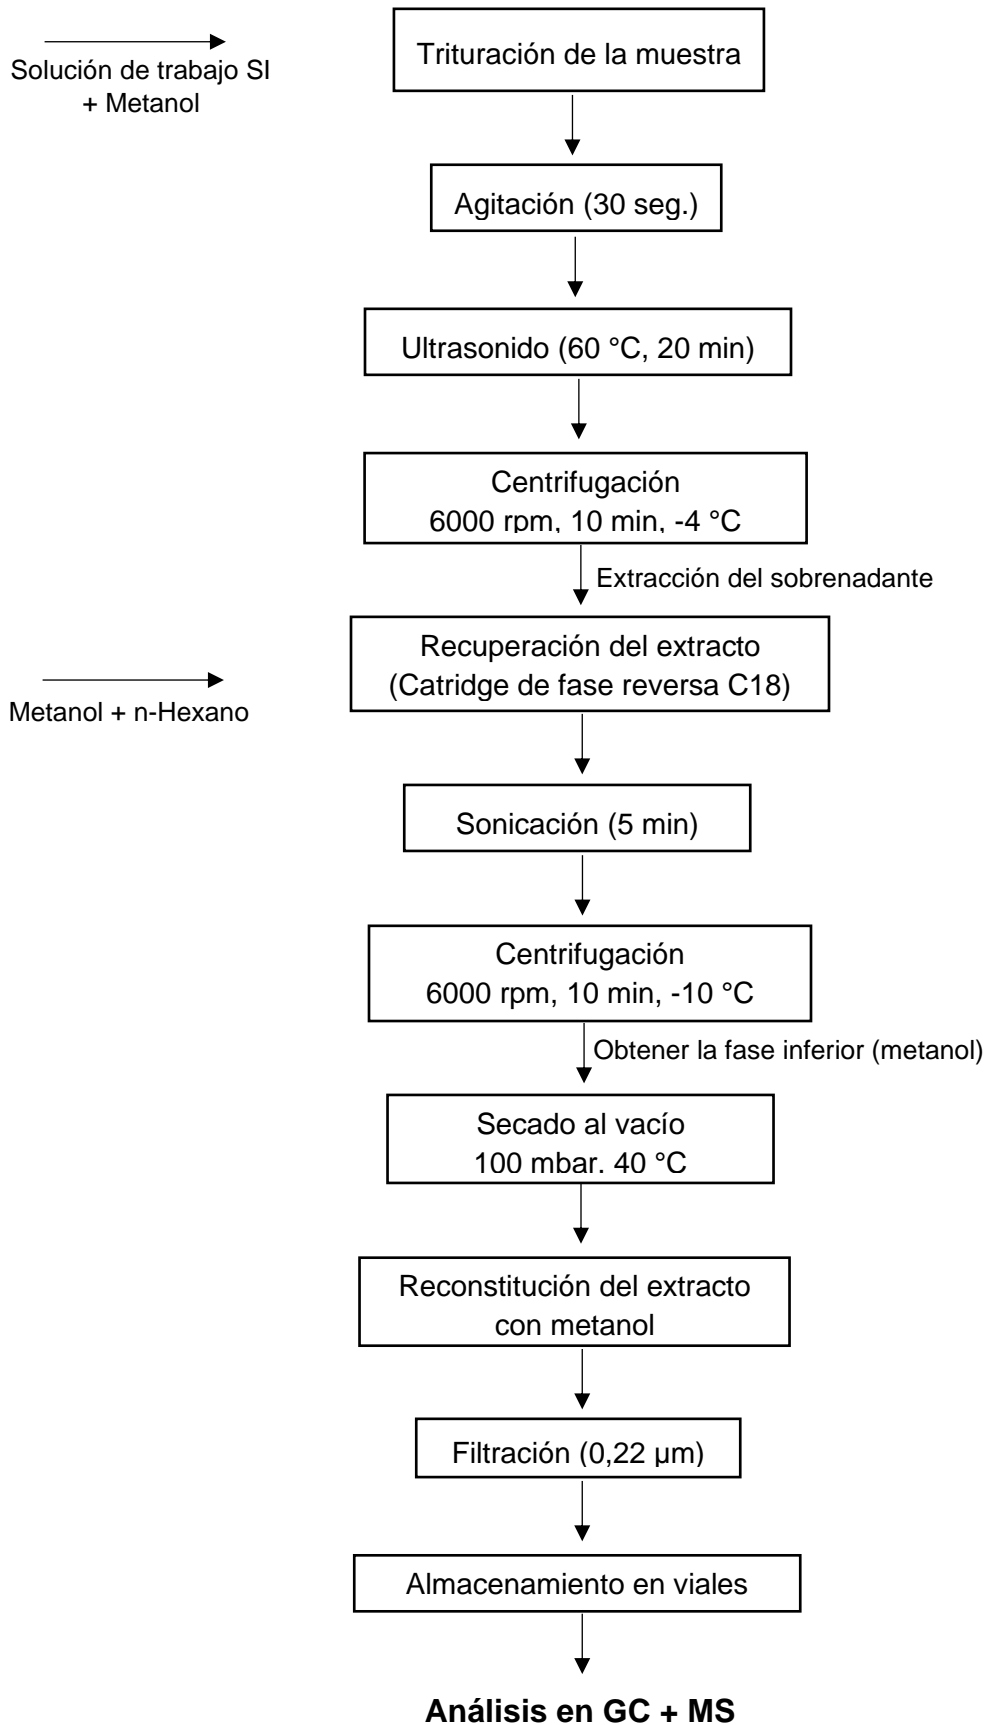 Trituración de la muestra
Solución de trabajo SI
+ Metanol
Agitación (30 seg.)
Ultrasonido (60 °C, 20 min)
Centrifugación
6000 rpm, 10 min, -4 °C
Extracción del sobrenadante
Recuperación del extracto
(Catridge de fase reversa C18)
Metanol + n-Hexano
Sonicación (5 min)
Centrifugación
6000 rpm, 10 min, -10 °C
Obtener la fase inferior (metanol)
Secado al vacío
100 mbar. 40 °C
Reconstitución del extracto
con metanol
Filtración (0,22 µm)
Almacenamiento en viales
Análisis en GC + MS